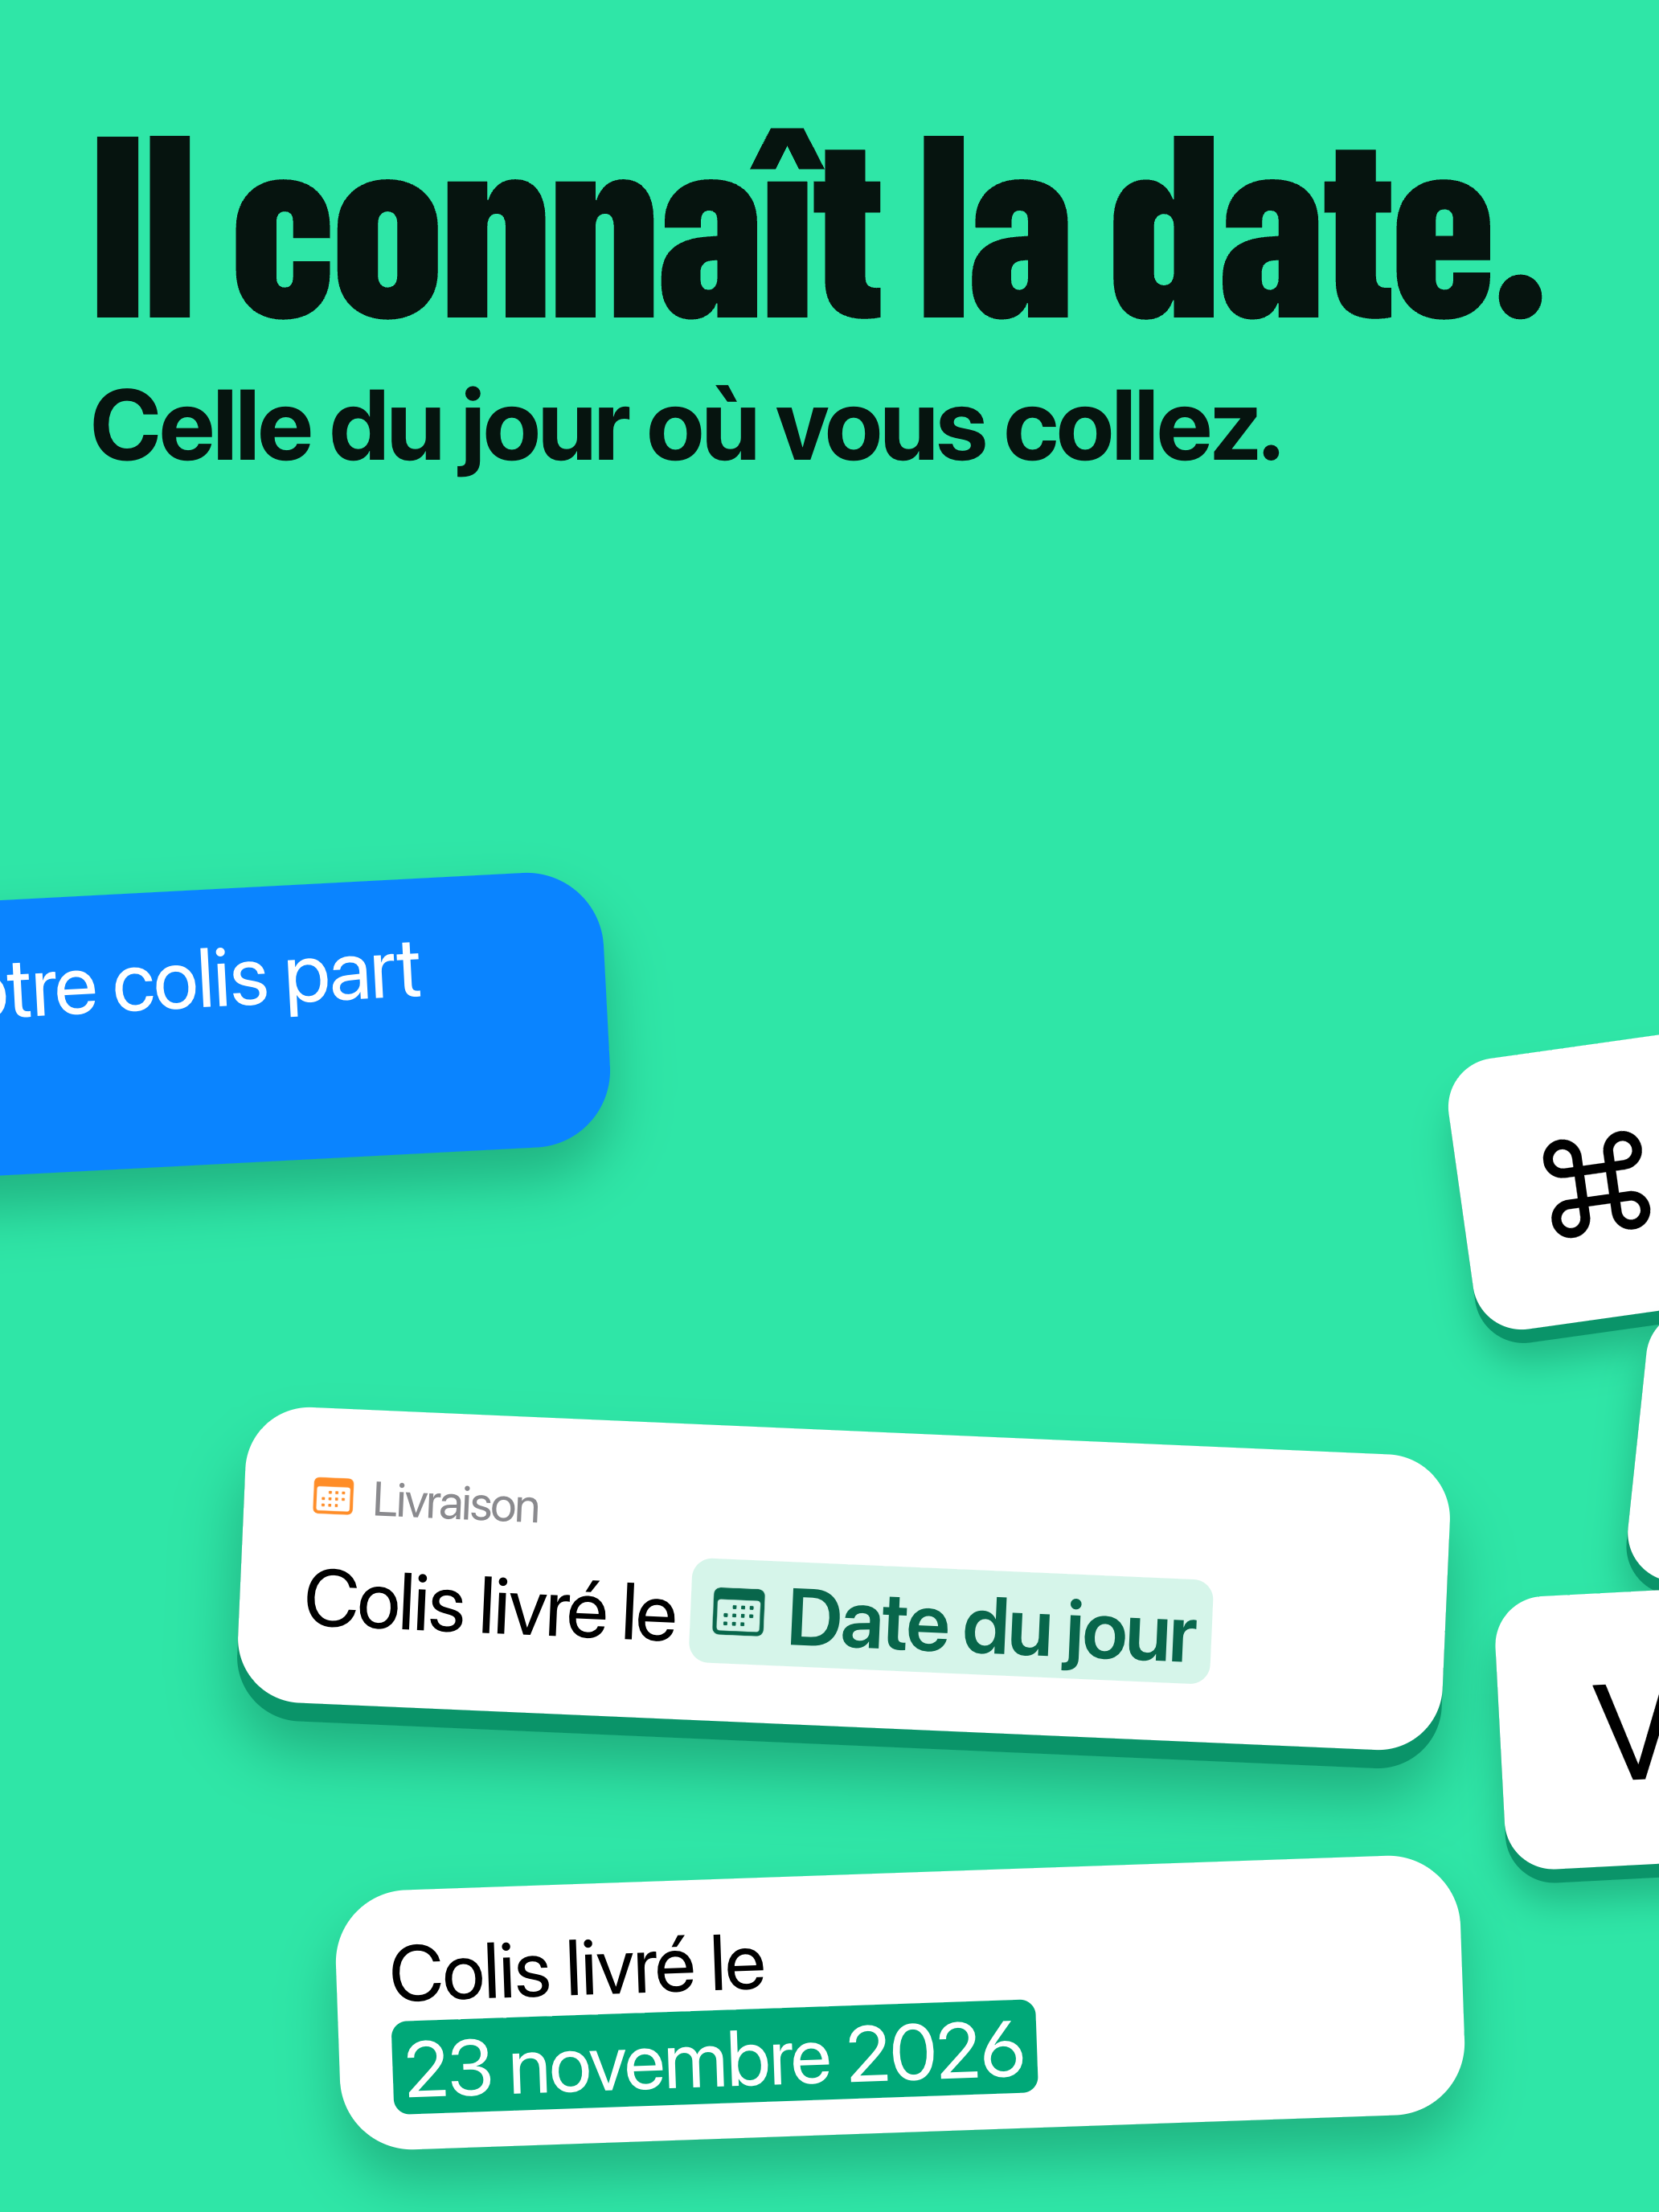 Il connaît la date.
Celle du jour où vous collez.
otre colis part
⌘
Livraison
Colis livré le Date du jour
V
Colis livré le
23 novembre 2026